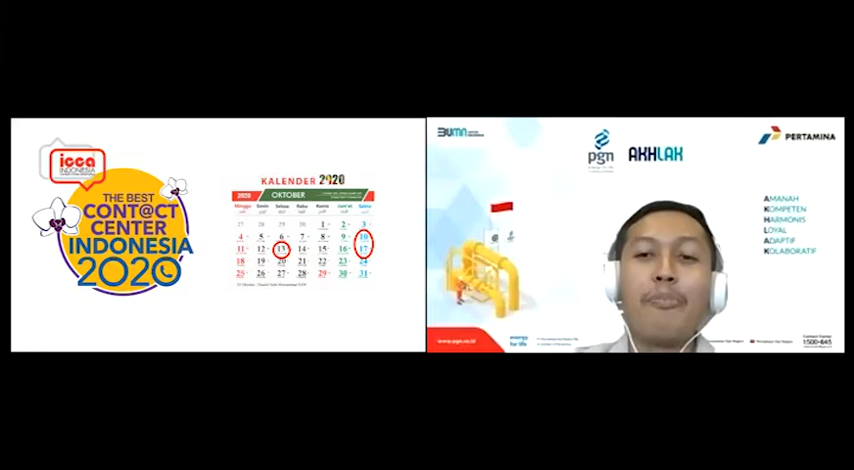 icca
INDONESIA
THE BEST
CONT@CT
CENTER
INDONESIA
2020
KALENDER 2020
2020 OKTOBER
Minggu Senin Selasa Rabu Kamis Jum'at Sabtu
27 28 29 30 1 2 3
4 5 6 7 8 9 10
11 12 13 14 15 16 17
18 19 20 21 22 23 24
25 26 27 28 29 30 31
BUMN
pgn
AKHLAK
PERTAMINA
AMANAH
KOMPETEN
HARMONIS
LOYAL
ADAPTIF
KOLABORATIF
www.pgn.co.id
energy
for life
Contact Center
1500-645